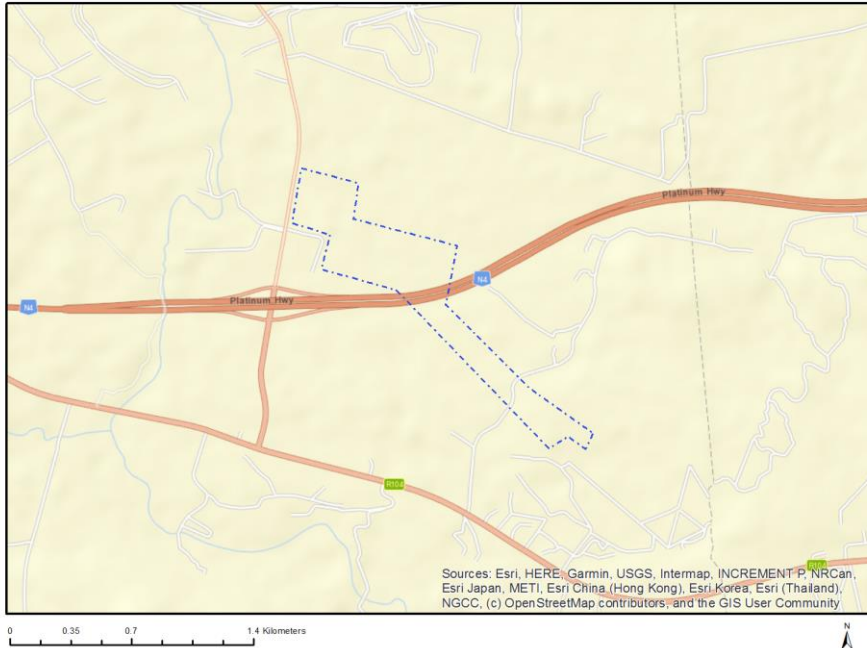 Platinum Hwy
N4
Platinum Hwy
N4
R104
R104
Sources: Esri, HERE, Garmin, USGS, Intermap, INCREMENT P, NRCan,
Esri Japan, METI, Esri China (Hong Kong), Esri Korea, Esri (Thailand),
NGCC, (c) OpenStreetMap contributors, and the GIS User Community
0 0.35 0.7 1.4 Kilometers
N